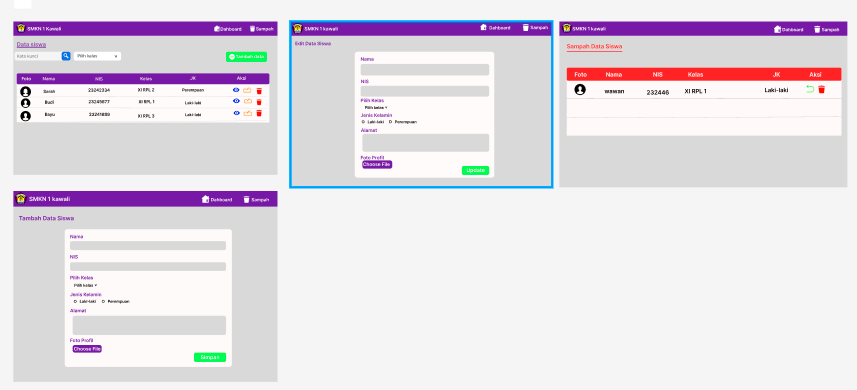 SMKN 1 Kawali
Dahboard
Sampah
Data siswa
Kata kunci
Pilih kelas
Tambah data
Foto Nama NIS Kelas JK Aksi
Sarah 23242334 XI RPL 2 Perempuan
Budi 23245677 XI RPL 1 Laki-laki
Bayu XI RPL 3 Laki-laki
SMKN 1 kawali
Dahboard
Sampah
Edit Data Siswa
Nama
NIS
Pilih Kelas
Pilih kelas
Jenis Kelamin
Laki-laki Perempuan
Alamat
Foto Profil
Choose File
Update
SMKN 1 kawali
Dahboard
Sampah
Sampah Data Siswa
Foto Nama NIS Kelas JK Aksi
wawan 232446 XI RPL 1 Laki-laki
SMKN 1 kawali
Dahboard
Sampah
Tambah Data Siswa
Nama
NIS
Pilih Kelas
Pilih kelas
Jenis Kelamin
Laki-laki Perempuan
Alamat
Foto Profil
Choose File
Simpan